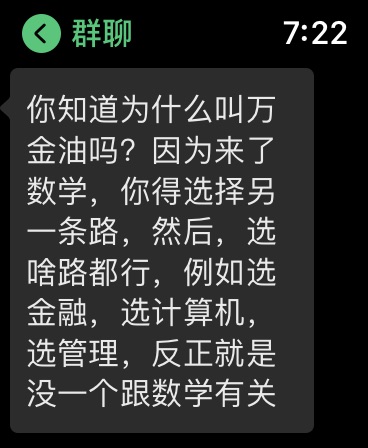 群聊
7:22
你知道为什么叫万
金油吗？因为来了
数学，你得选择另
一条路，然后，选
啥路都行，例如选
金融，选计算机，
选管理，反正就是
没一个跟数学有关